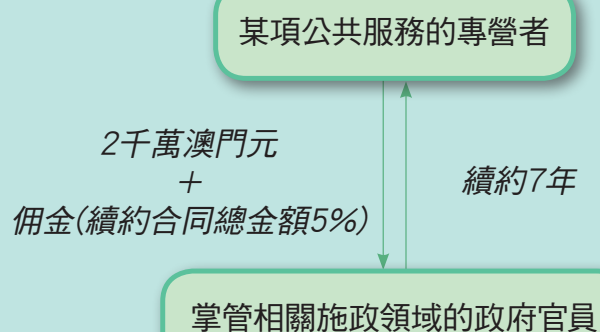 某項公共服務的專營者
2千萬澳門元
+
佣金(續約合同總金額5%)
續約7年
掌管相關施政領域的政府官員